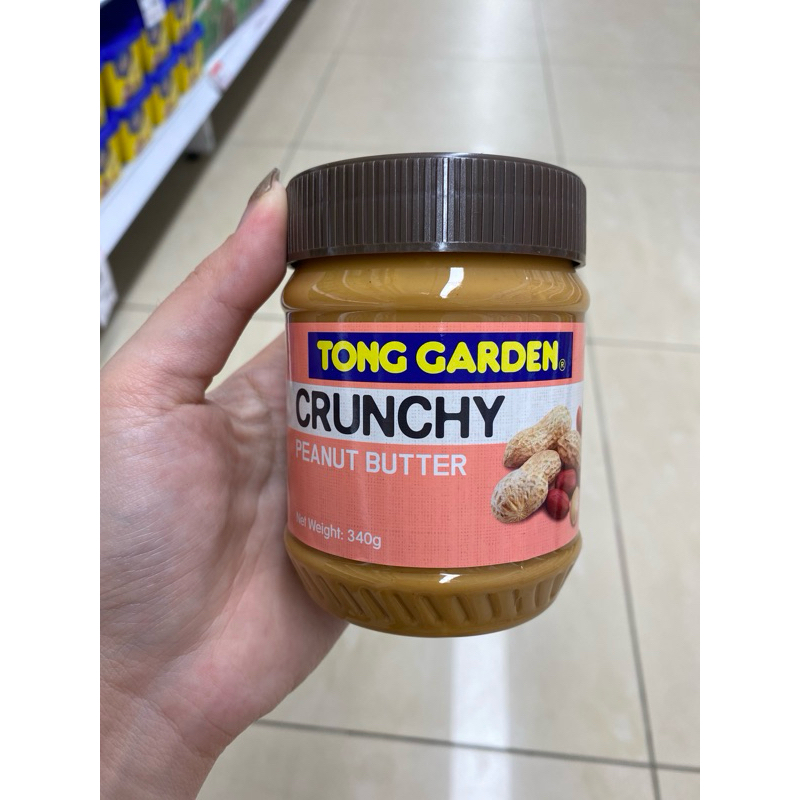 TONG GARDEN®
CRUNCHY
PEANUT BUTTER
Net Weight: 340g